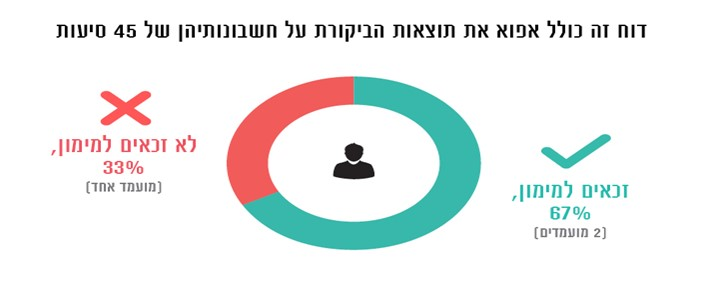 דוח זה כולל אפוא את תוצאות הביקורת על חשבונותיהן של 45 סיעות
זכאים למימון,
67%
(2 מועמדים)
לא זכאים למימון,
33%
(מועמד אחד)